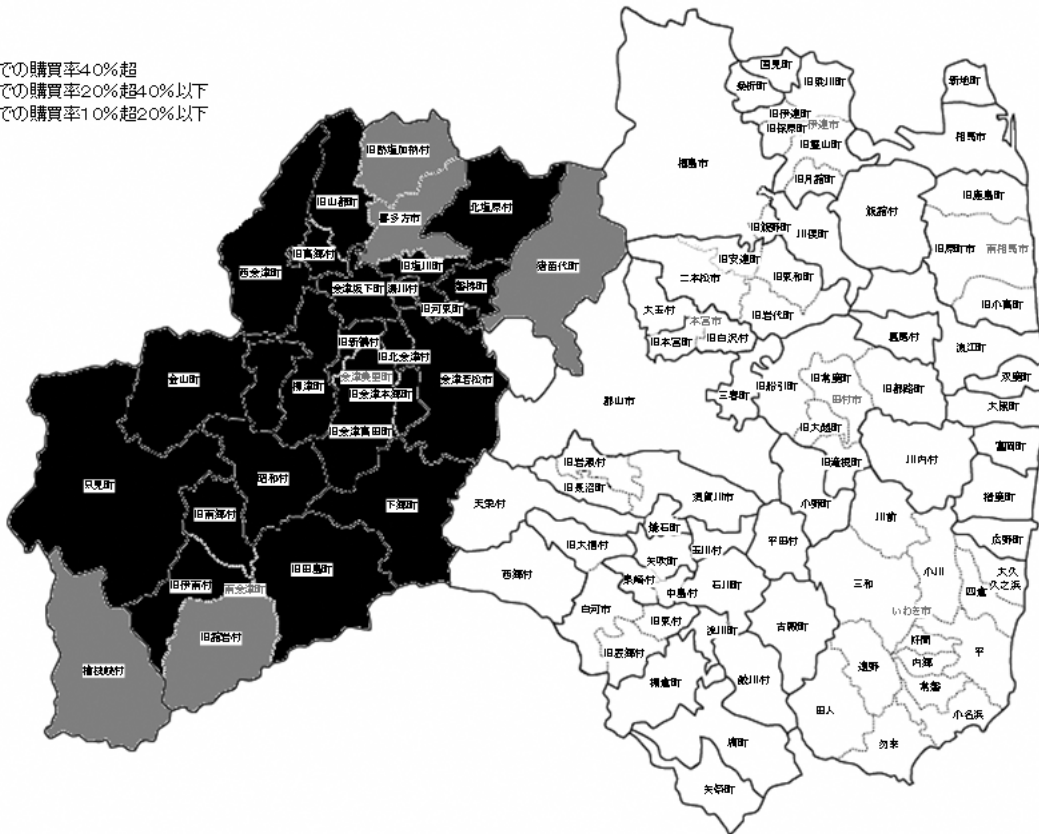 での購買率40%超
での購買率20%超40%以下
での購買率10%超20%以下
国見町
桑折町
旧梁川町
新地町
旧伊達町
伊達市
旧保原町
旧霊山町
相馬市
旧熱塩加納村
福島市
旧月舘町
旧鹿島町
旧山都町
北塩原村
飯舘村
喜多方市
旧飯野町
川俣町
旧高郷村
旧原町市
南相馬市
西会津町
旧塩川町
猪苗代町
旧安達町
二本松市
旧東和町
会津坂下町
湯川村
磐梯町
旧河東町
大玉村
旧岩代町
旧小高町
本宮市
旧本宮町
旧白沢村
葛尾村
浪江町
旧新鶴村
旧北会津村
金山町
柳津町
会津美里町
会津若松市
旧会津本郷町
郡山市
三春町
旧船引町
旧常葉町
旧都路町
双葉町
田村市
大熊町
旧会津高田町
旧大越町
旧岩瀬村
旧滝根町
川内村
富岡町
只見町
昭和村
旧長沼町
須賀川市
下郷町
天栄村
小野町
楢葉町
旧南郷村
川前
鏡石町
平田村
広野町
旧大信村
矢吹町
玉川村
西郷村
旧田島町
泉崎村
石川町
小川
大久
久之浜
旧伊南村
南会津町
中島村
三和
四倉
白河市
旧東村
いわき市
浅川町
古殿町
旧舘岩村
好間
旧表郷村
内郷
平
檜枝岐村
遠野
棚倉町
鮫川村
常磐
田人
小名浜
塙町
勿来
矢祭町